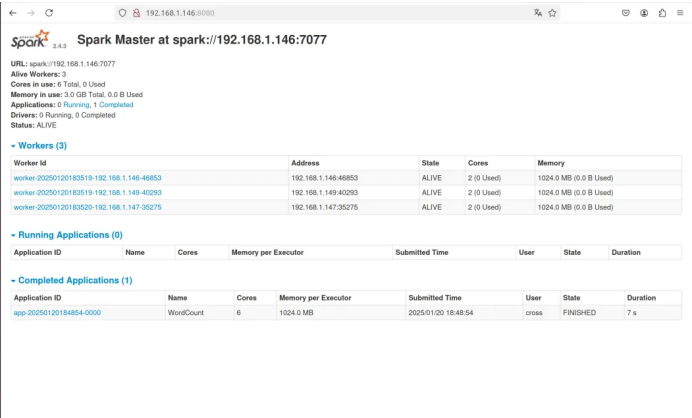 192.168.1.146:8080
APACHE Spark 2.4.3 Spark Master at spark://192.168.1.146:7077
URL: spark://192.168.1.146:7077
Alive Workers: 3
Cores in use: 6 Total, 0 Used
Memory in use: 3.0 GB Total, 0.0 B Used
Applications: 0 Running, 1 Completed
Drivers: 0 Running, 0 Completed
Status: ALIVE
Workers (3)
Worker Id Address State Cores Memory
worker-20250120183519-192.168.1.146-46853 192.168.1.146:46853 ALIVE 2 (0 Used) 1024.0 MB (0.0 B Used)
worker-20250120183519-192.168.1.149-40293 192.168.1.149:40293 ALIVE 2 (0 Used) 1024.0 MB (0.0 B Used)
worker-20250120183520-192.168.1.147-35275 192.168.1.147:35275 ALIVE 2 (0 Used) 1024.0 MB (0.0 B Used)
Running Applications (0)
Application ID Name Cores Memory per Executor Submitted Time User State Duration
Completed Applications (1)
Application ID Name Cores Memory per Executor Submitted Time User State Duration
app-20250120184854-0000 WordCount 6 1024.0 MB 2025/01/20 18:48:54 cross FINISHED 7 s